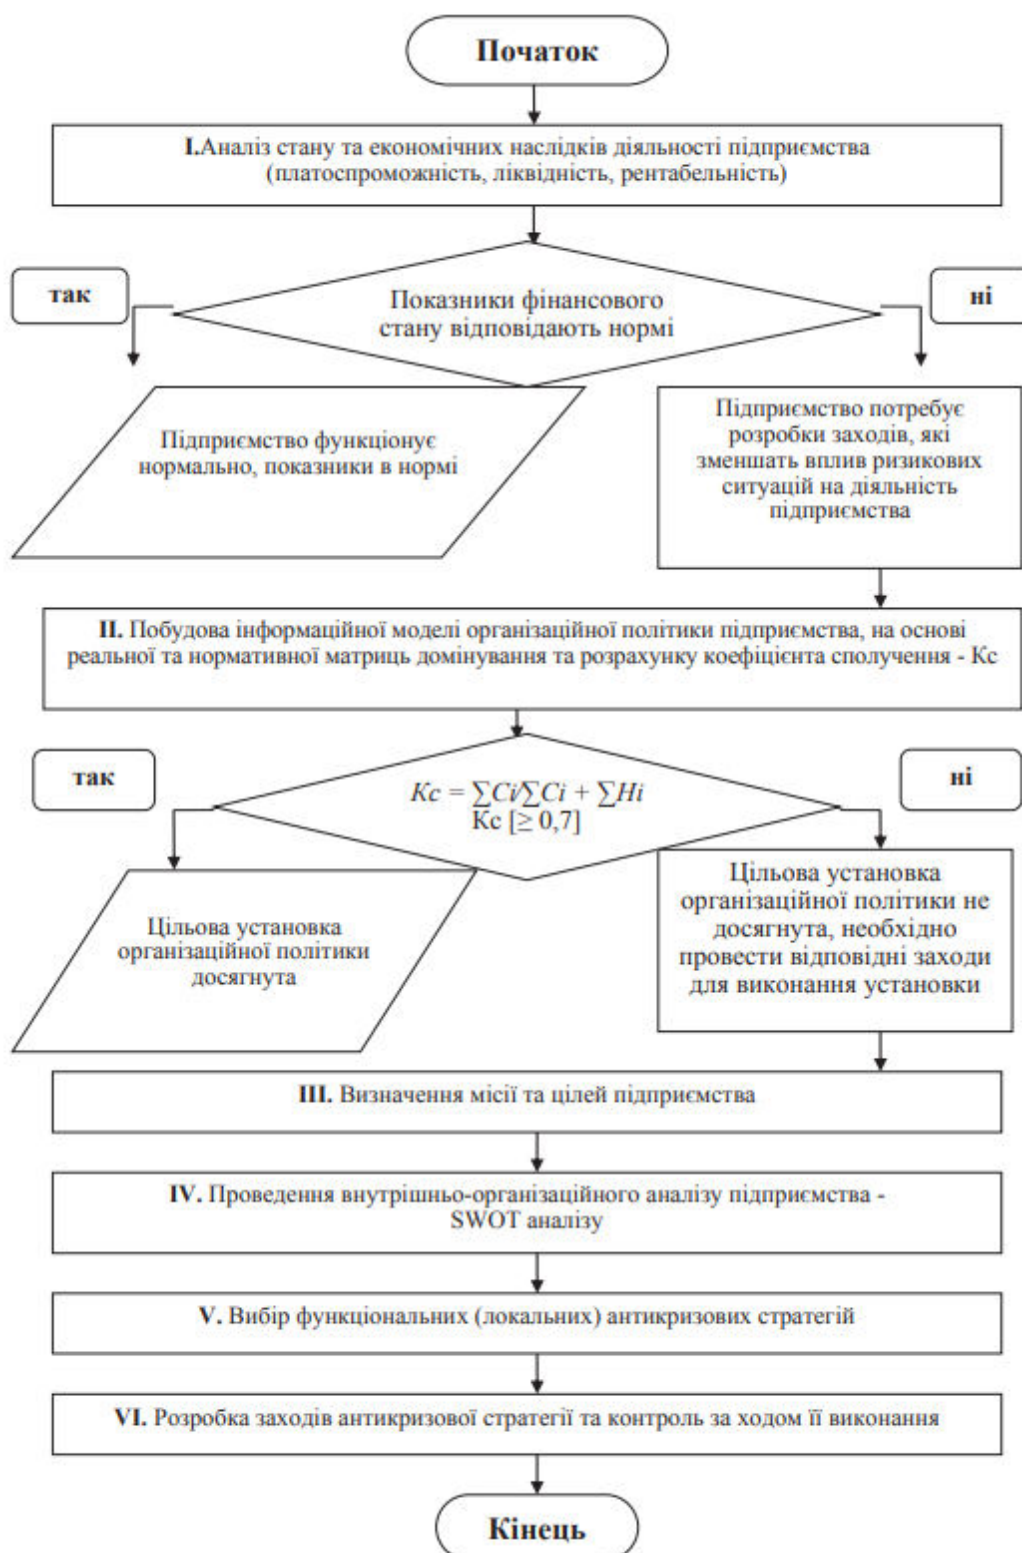 Початок
I.Аналіз стану та економічних наслідків діяльності підприємства
(платоспроможність, ліквідність, рентабельність)
так
ні
Показники фінансового
стану відповідають нормі
Підприємство функціонує
нормально, показники в нормі
Підприємство потребує
розробки заходів, які
зменшать вплив ризикових
ситуацій на діяльність
підприємства
II. Побудова інформаційної моделі організаційної політики підприємства, на основі
реальної та нормативної матриць домінування та розрахунку коефіцієнта сполучення - Кс
так
ні
Кс = ∑Ci/∑Ci + ∑Hi
Кс [≥ 0,7]
Цільова установка
організаційної політики
досягнута
Цільова установка
організаційної політики не
досягнута, необхідно
провести відповідні заходи
для виконання установки
III. Визначення місії та цілей підприємства
IV. Проведення внутрішньо-організаційного аналізу підприємства -
SWOT аналізу
V. Вибір функціональних (локальних) антикризових стратегій
VI. Розробка заходів антикризової стратегії та контроль за ходом її виконання
Кінець